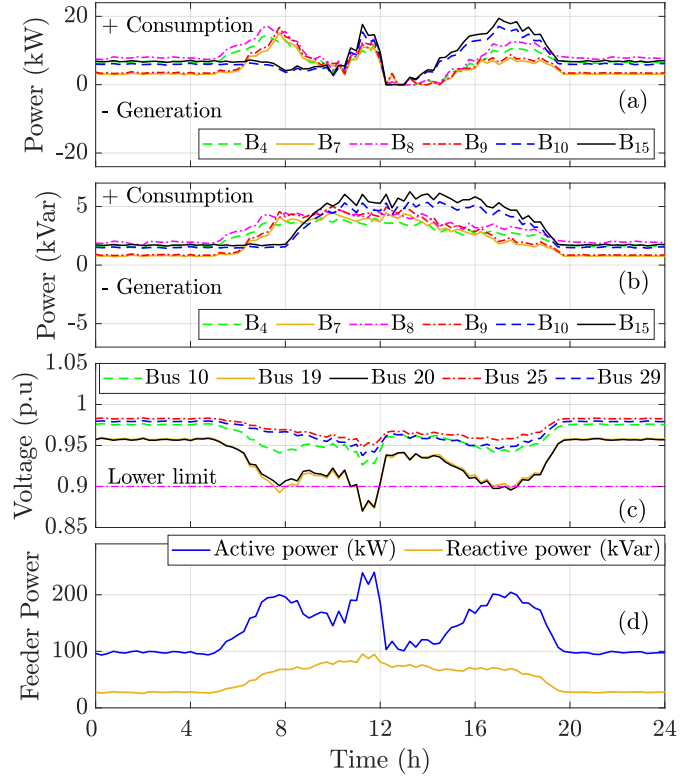 20
0
-20
Power (kW)
+ Consumption
- Generation
(a)
B4 B7 B8 B9 B10 B15
5
0
-5
Power (kVar)
+ Consumption
- Generation
(b)
B4 B7 B8 B9 B10 B15
1.05
1
0.95
0.9
0.85
Voltage (p.u)
Bus 10 Bus 19 Bus 20 Bus 25 Bus 29
Lower limit
(c)
200
100
0
Feeder Power
Active power (kW) Reactive power (kVar)
(d)
0 4 8 12 16 20 24
Time (h)